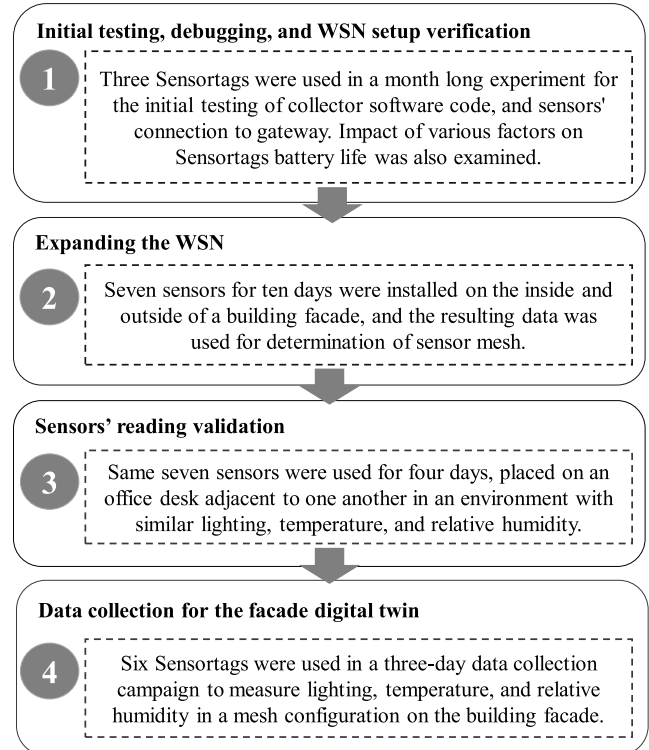 Initial testing, debugging, and WSN setup verification
1
Three Sensortags were used in a month long experiment for
the initial testing of collector software code, and sensors'
connection to gateway. Impact of various factors on
Sensortags battery life was also examined.
Expanding the WSN
2
Seven sensors for ten days were installed on the inside and
outside of a building facade, and the resulting data was
used for determination of sensor mesh.
Sensors’ reading validation
3
Same seven sensors were used for four days, placed on an
office desk adjacent to one another in an environment with
similar lighting, temperature, and relative humidity.
Data collection for the facade digital twin
4
Six Sensortags were used in a three-day data collection
campaign to measure lighting, temperature, and relative
humidity in a mesh configuration on the building facade.